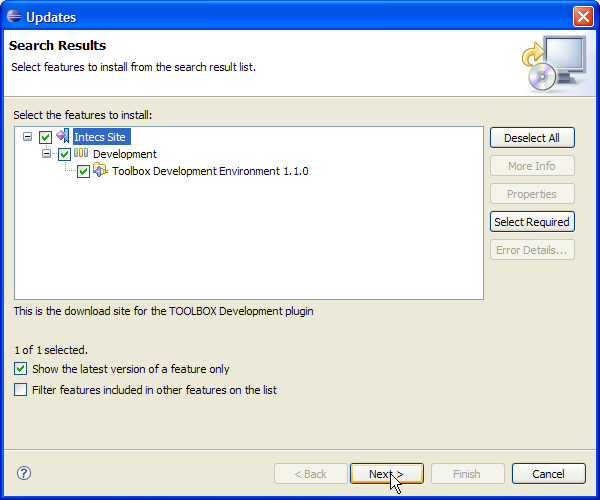 Updates
Search Results
Select features to install from the search result list.
Select the features to install:
Intecs Site
Development
Toolbox Development Environment 1.1.0
Deselect All
More Info
Properties
Select Required
Error Details...
This is the download site for the TOOLBOX Development plugin
1 of 1 selected.
Show the latest version of a feature only
Filter features included in other features on the list
?
< Back
Next >
Finish
Cancel